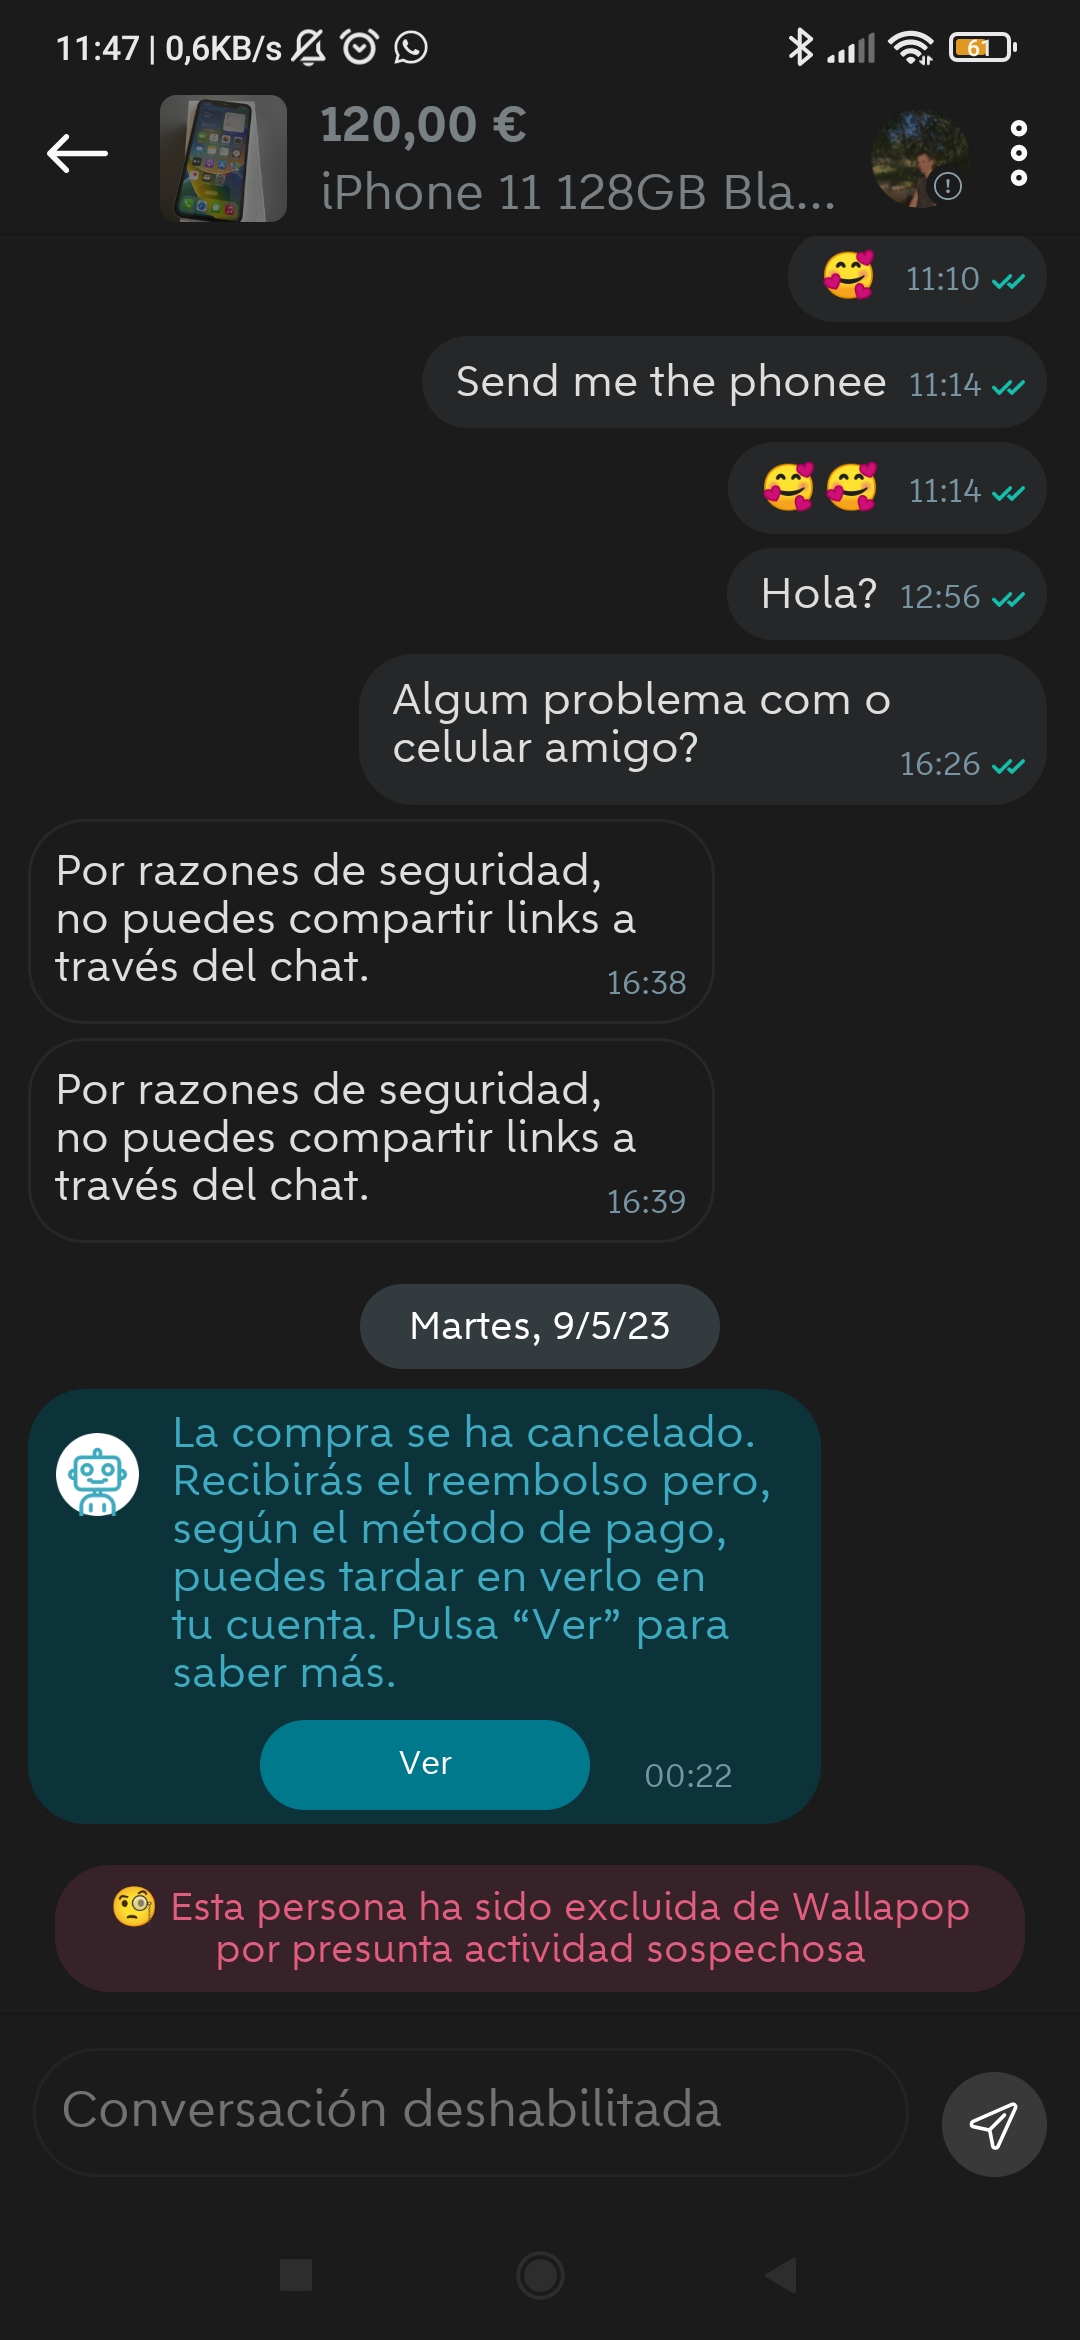 11:47 | 0,6KB/s
61
120,00 €
iPhone 11 128GB Bla...
🥰 11:10
Send me the phonee 11:14
🥰🥰 11:14
Hola? 12:56
Algum problema com o
celular amigo?
16:26
Por razones de seguridad,
no puedes compartir links a
través del chat.
16:38
Por razones de seguridad,
no puedes compartir links a
través del chat.
16:39
Martes, 9/5/23
La compra se ha cancelado.
Recibirás el reembolso pero,
según el método de pago,
puedes tardar en verlo en
tu cuenta. Pulsa “Ver” para
saber más.
Ver
00:22
🧐 Esta persona ha sido excluida de Wallapop
por presunta actividad sospechosa
Conversación deshabilitada